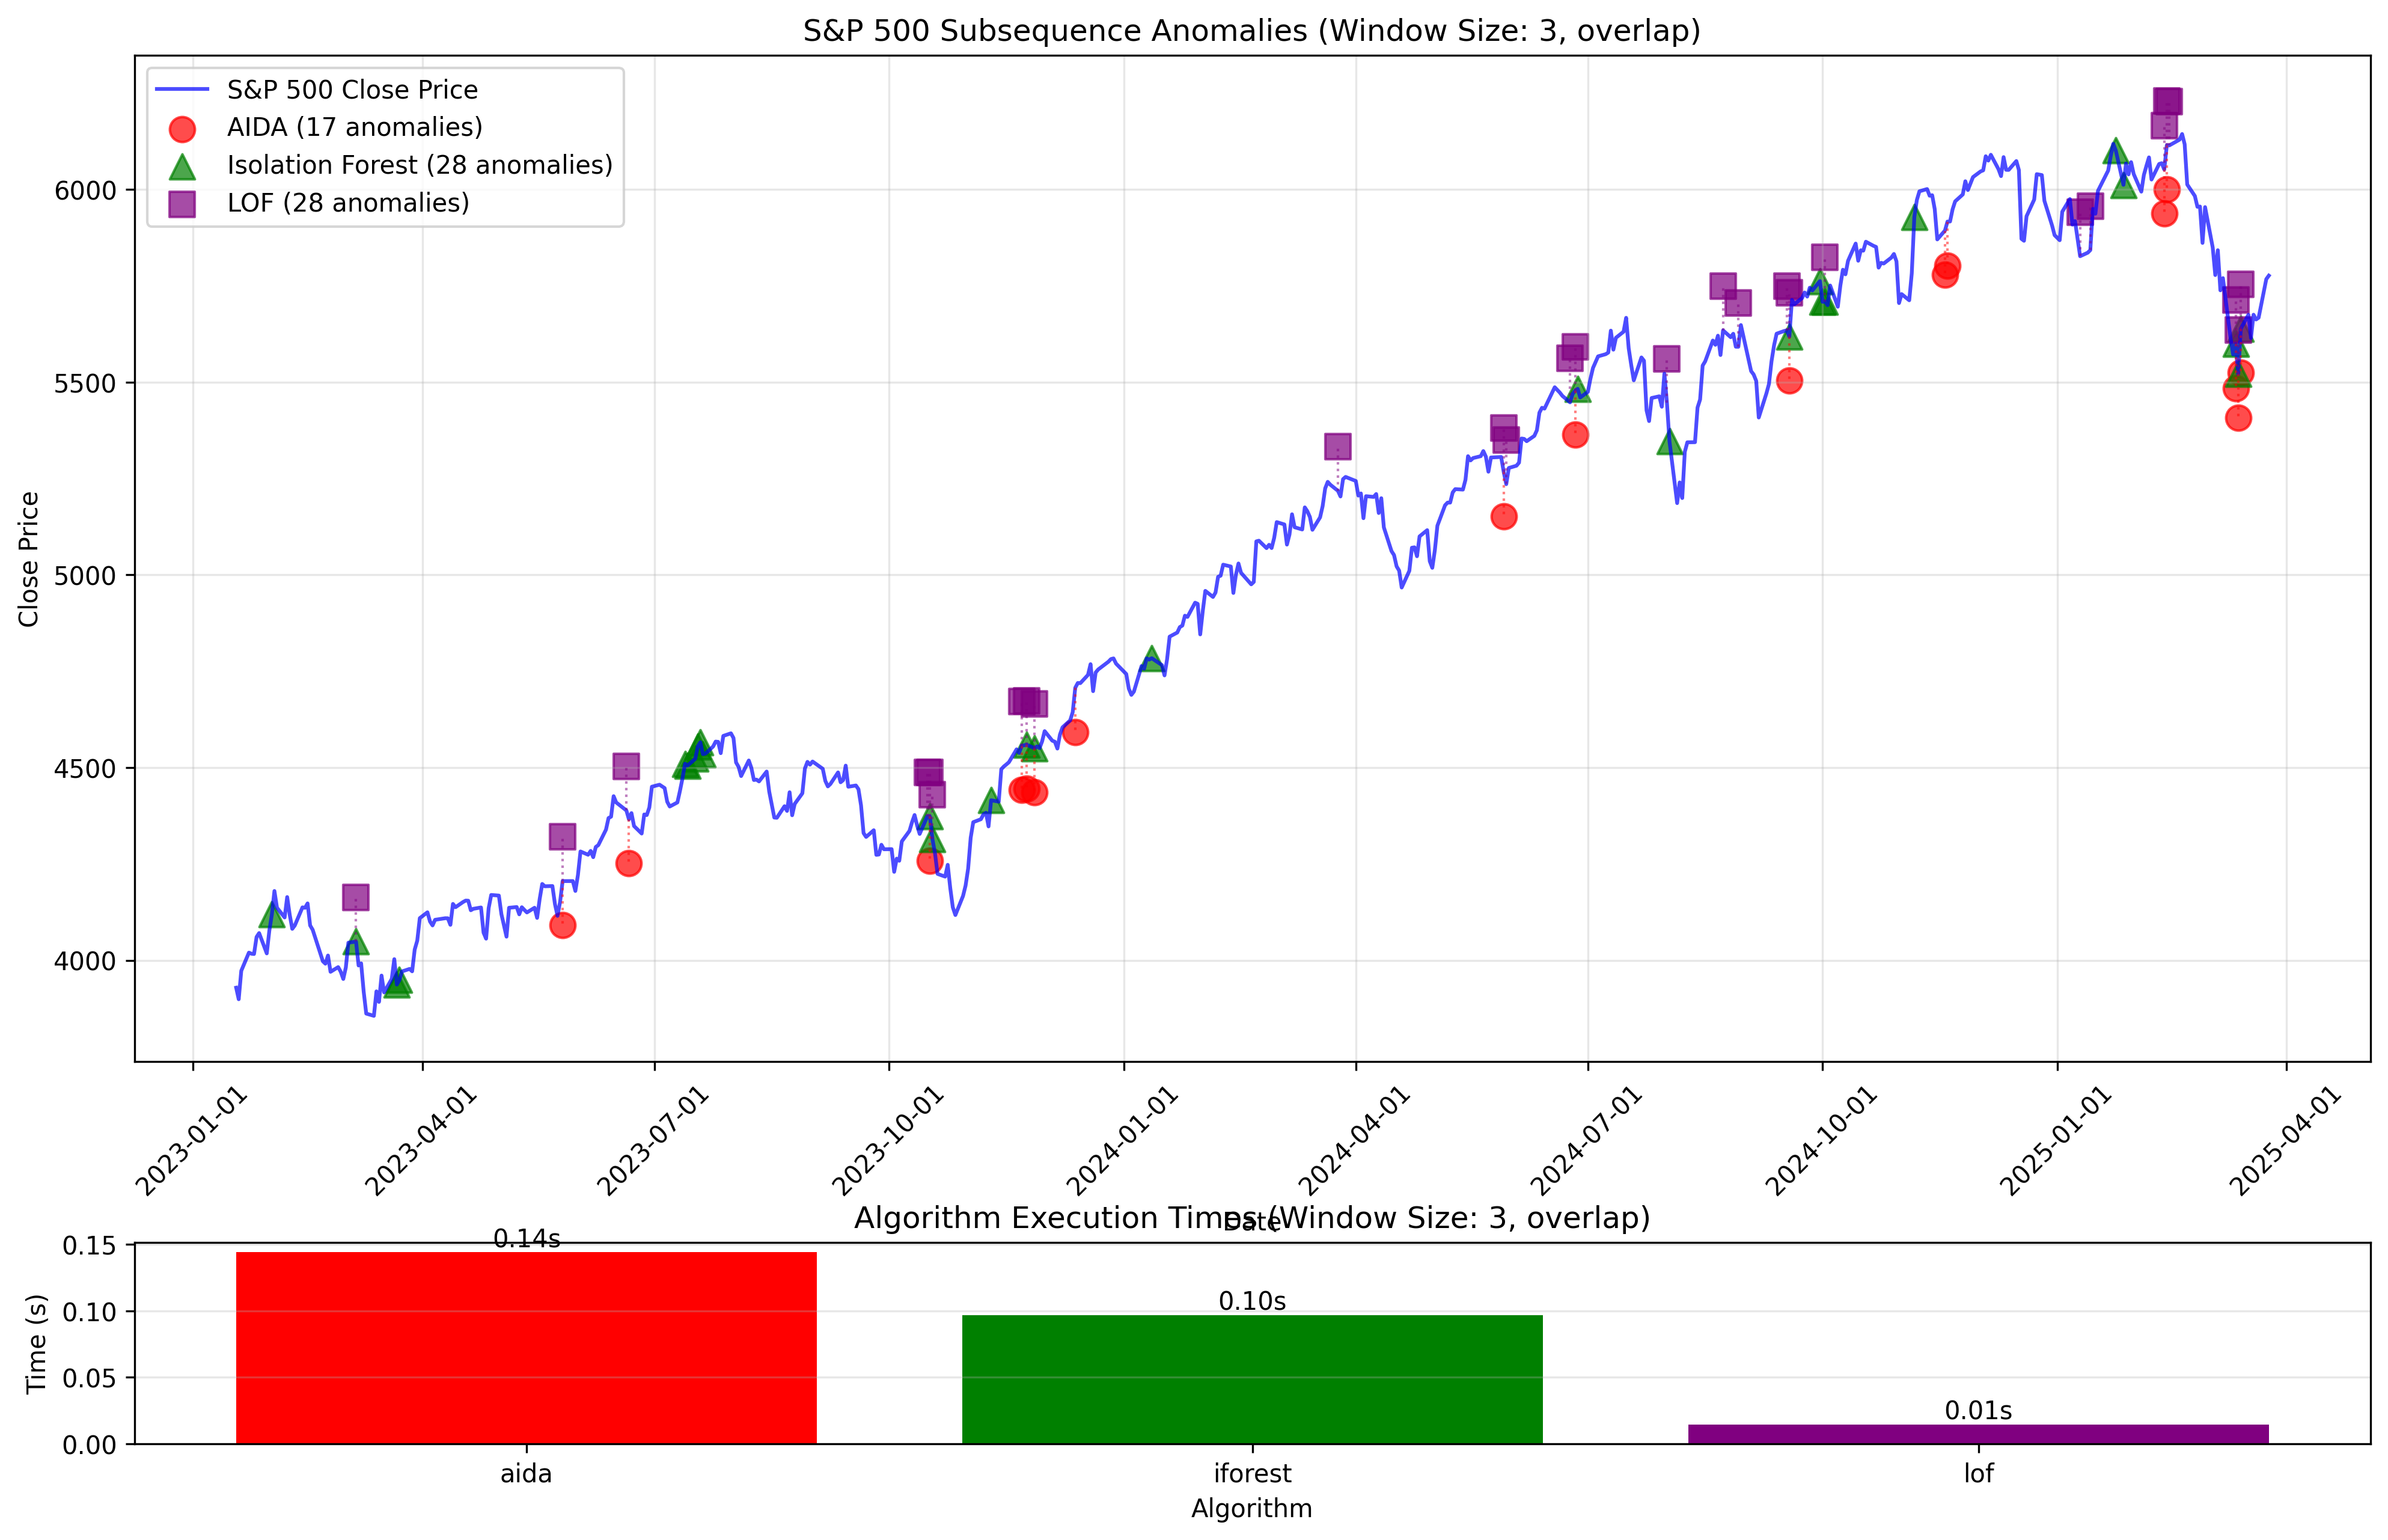 S&P 500 Subsequence Anomalies (Window Size: 3, overlap)
S&P 500 Close Price
AIDA (17 anomalies)
Isolation Forest (28 anomalies)
LOF (28 anomalies)
Close Price
6000
5500
5000
4500
4000
2023-01-01
2023-04-01
2023-07-01
2023-10-01
2024-01-01
2024-04-01
2024-07-01
2024-10-01
2025-01-01
2025-04-01
Date
Algorithm Execution Times (Window Size: 3, overlap)
Time (s)
0.15
0.10
0.05
0.00
0.14s
0.10s
0.01s
aida
iforest
lof
Algorithm